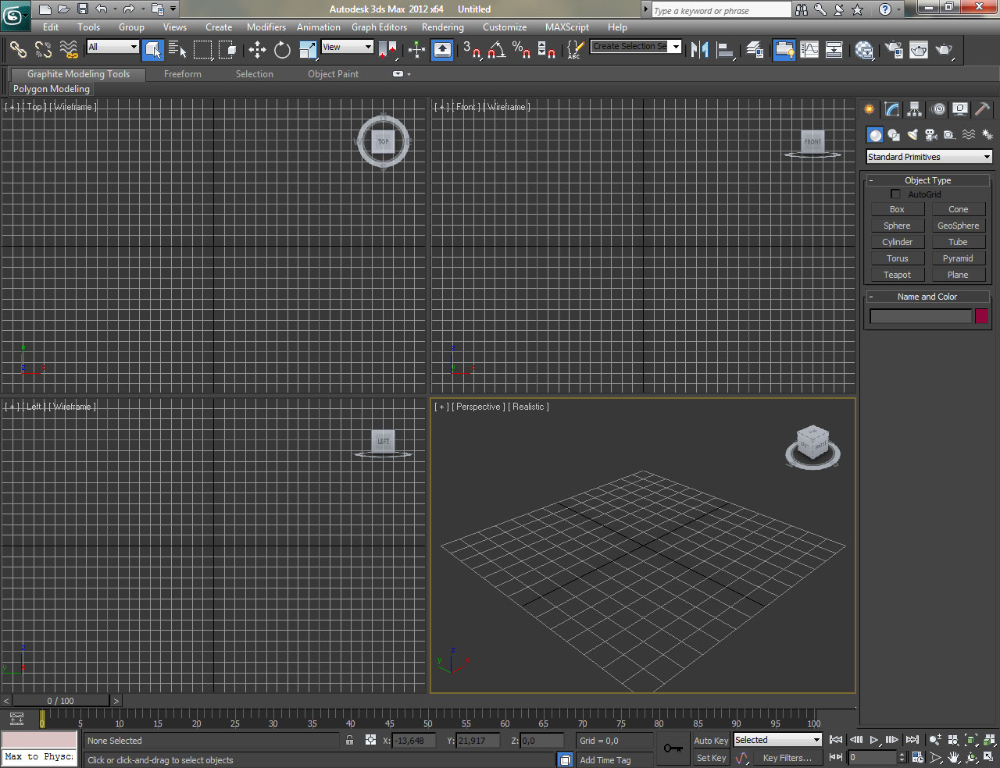 Autodesk 3ds Max 2012 x64 Untitled
Type a keyword or phrase
Edit Tools Group Views Create Modifiers Animation Graph Editors Rendering Customize MAXScript Help
All View 3 Create Selection Se
ABC
Graphite Modeling Tools Freeform Selection Object Paint
Polygon Modeling
[ + ] [ Top ] [ Wireframe ]
TOP
[ + ] [ Front ] [ Wireframe ]
FRONT
Standard Primitives
- Object Type
AutoGrid
Box Cone
Sphere GeoSphere
Cylinder Tube
Torus Pyramid
Teapot Plane
- Name and Color
[ + ] [ Left ] [ Wireframe ]
LEFT
z
y
[ + ] [ Perspective ] [ Realistic ]
z
y x
< 0 / 100 >
0 5 10 15 20 25 30 35 40 45 50 55 60 65 70 75 80 85 90 95 100
None Selected X: -13,648 Y: 21,917 Z: 0,0 Grid = 0,0 Auto Key Selected
Max to Physc: Click or click-and-drag to select objects Add Time Tag Set Key Key Filters... 0